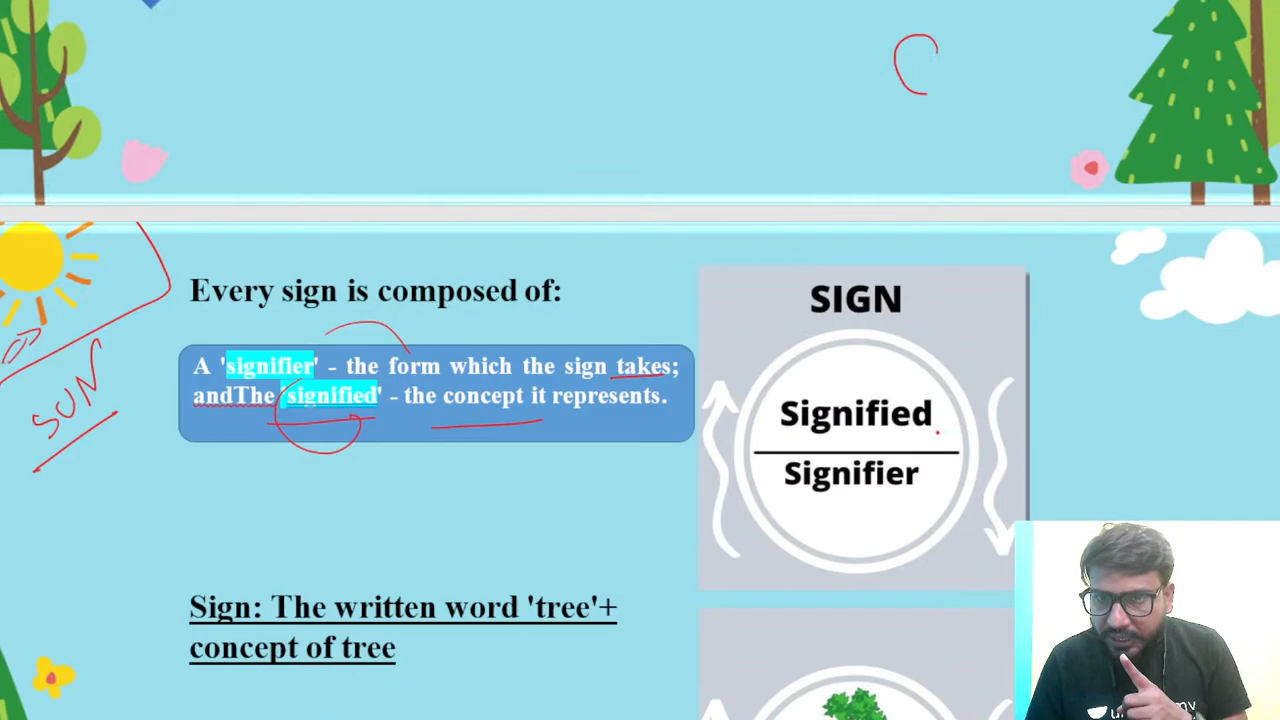 Every sign is composed of:
A 'signifier' - the form which the sign takes;
andThe 'signified' - the concept it represents.
SUN
SIGN
Signified
Signifier
Sign: The written word 'tree'+
concept of tree